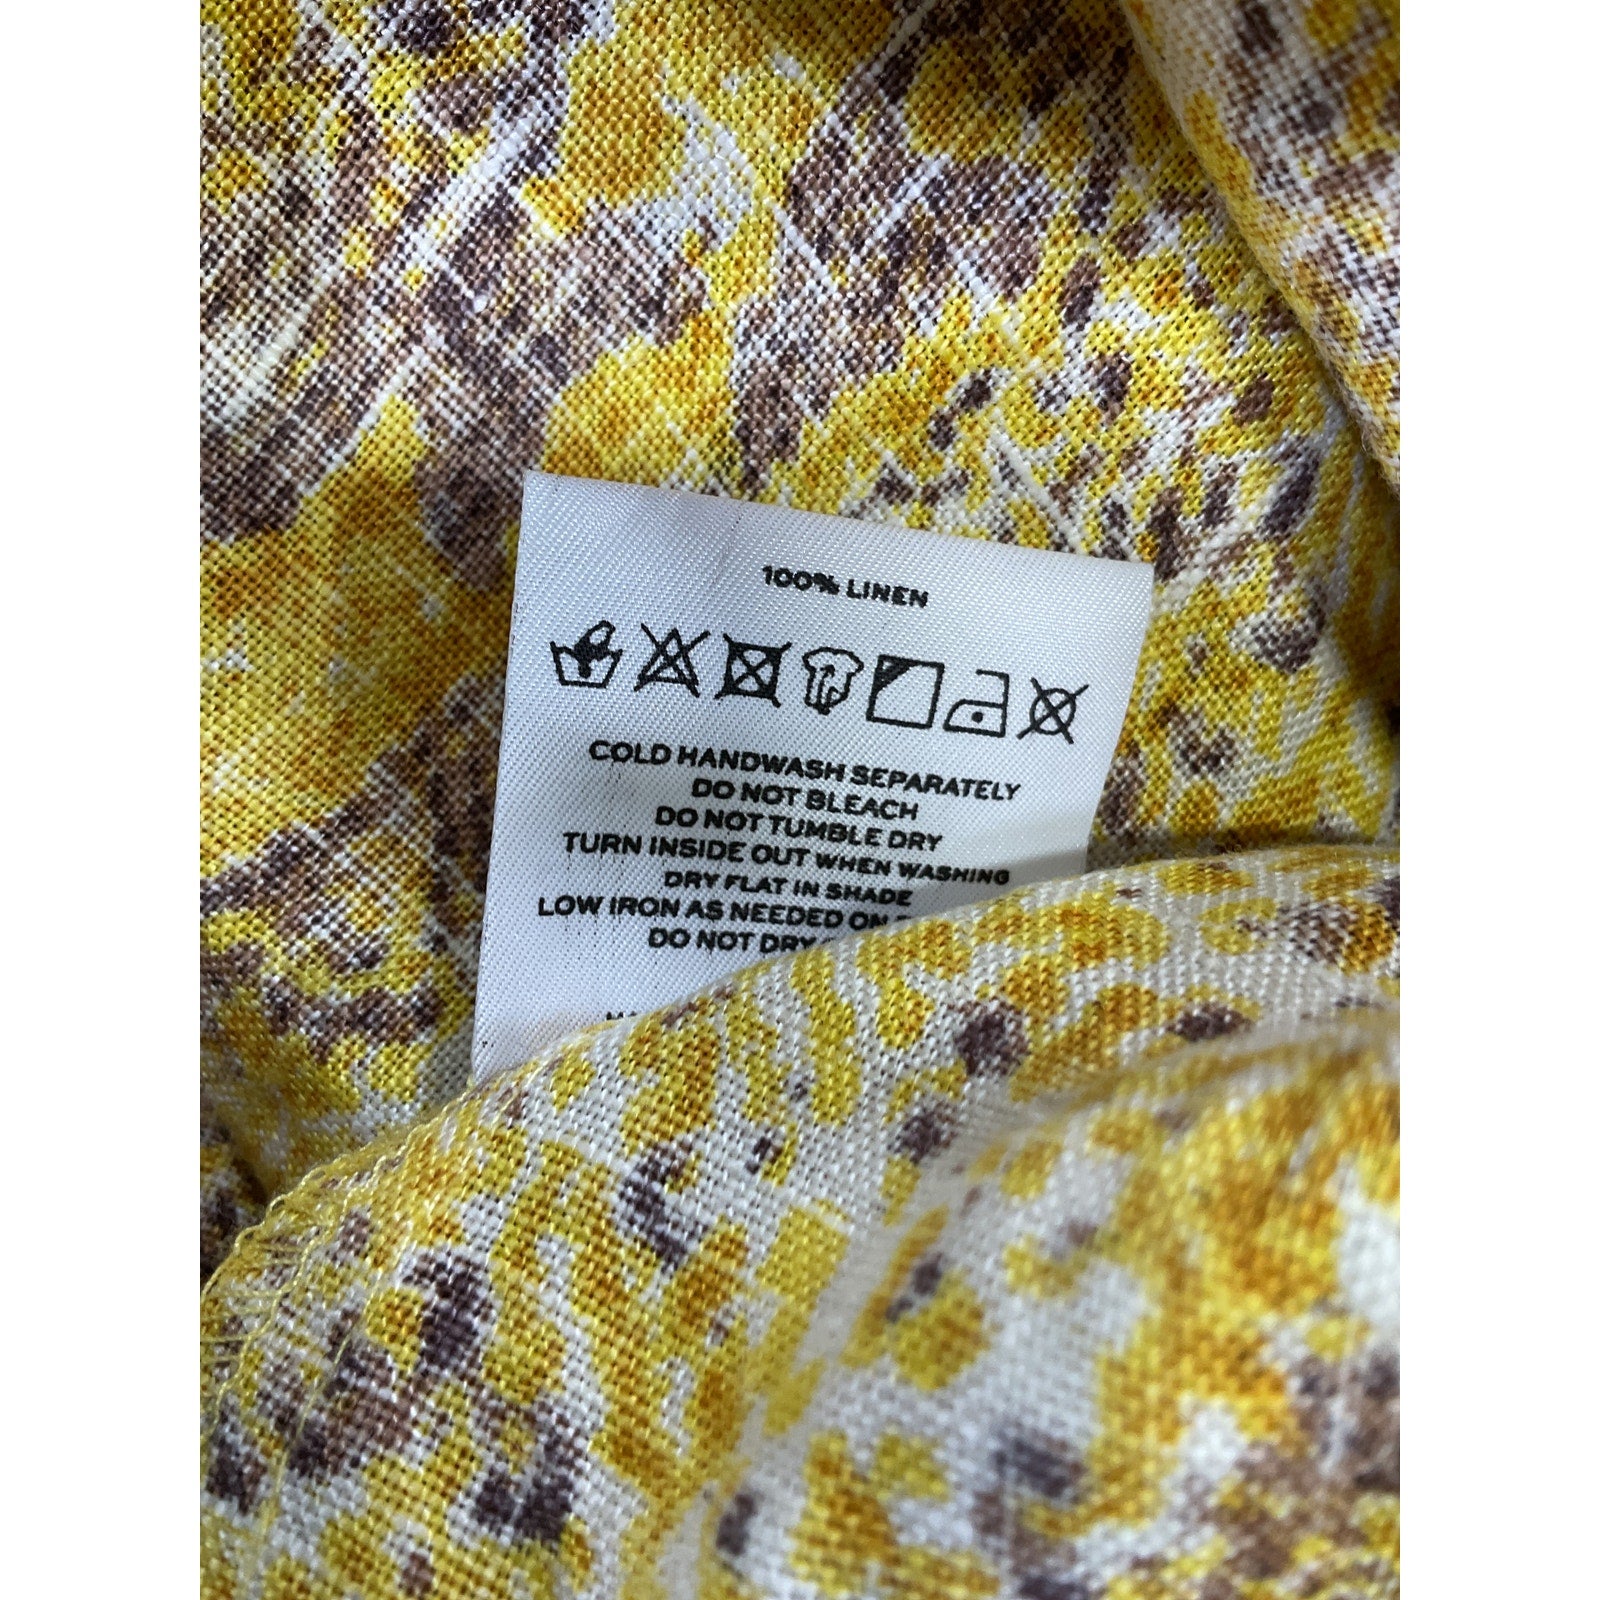 100% LINEN
COLD HANDWASH SEPARATELY
DO NOT BLEACH
DO NOT TUMBLE DRY
TURN INSIDE OUT WHEN WASHING
DRY FLAT IN SHADE
LOW IRON AS NEEDED ON
DO NOT DRY